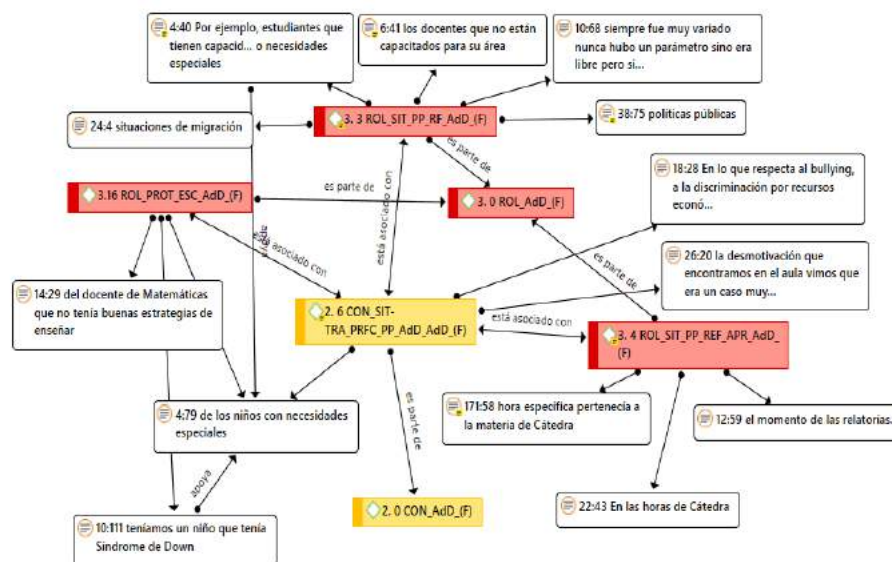 4:40 Por ejemplo, estudiantes que
tienen capacid... o necesidades
especiales
6:41 los docentes que no están
capacitados para su área
10:68 siempre fue muy variado
nunca hubo un parámetro sino era
libre pero si...
24:4 situaciones de migración
3. 3 ROL_SIT_PP_RF_AdD_(F)
38:75 políticas públicas
es parte de
18:28 En lo que respecta al bullying,
a la discriminación por recursos
econó...
3.16 ROL_PROT_ESC_AdD_(F)
es parte de
3. 0 ROL_AdD_(F)
está asociado con
apoya
está asociado con
es parte de
26:20 la desmotivación que
encontramos en el aula vimos que
era un caso muy...
14:29 del docente de Matemáticas
que no tenía buenas estrategias de
enseñar
2. 6 CON_SIT-
TRA_PRFC_PP_AdD_AdD_(F)
está asociado con
3. 4 ROL_SIT_PP_REF_APR_AdD_
(F)
4:79 de los niños con necesidades
especiales
es parte de
171:58 hora específica pertenecía a
la materia de Cátedra
12:59 el momento de las relatorías.
apoya
22:43 En las horas de Cátedra
10:111 teníamos un niño que tenía
Síndrome de Down
2. 0 CON_AdD_(F)